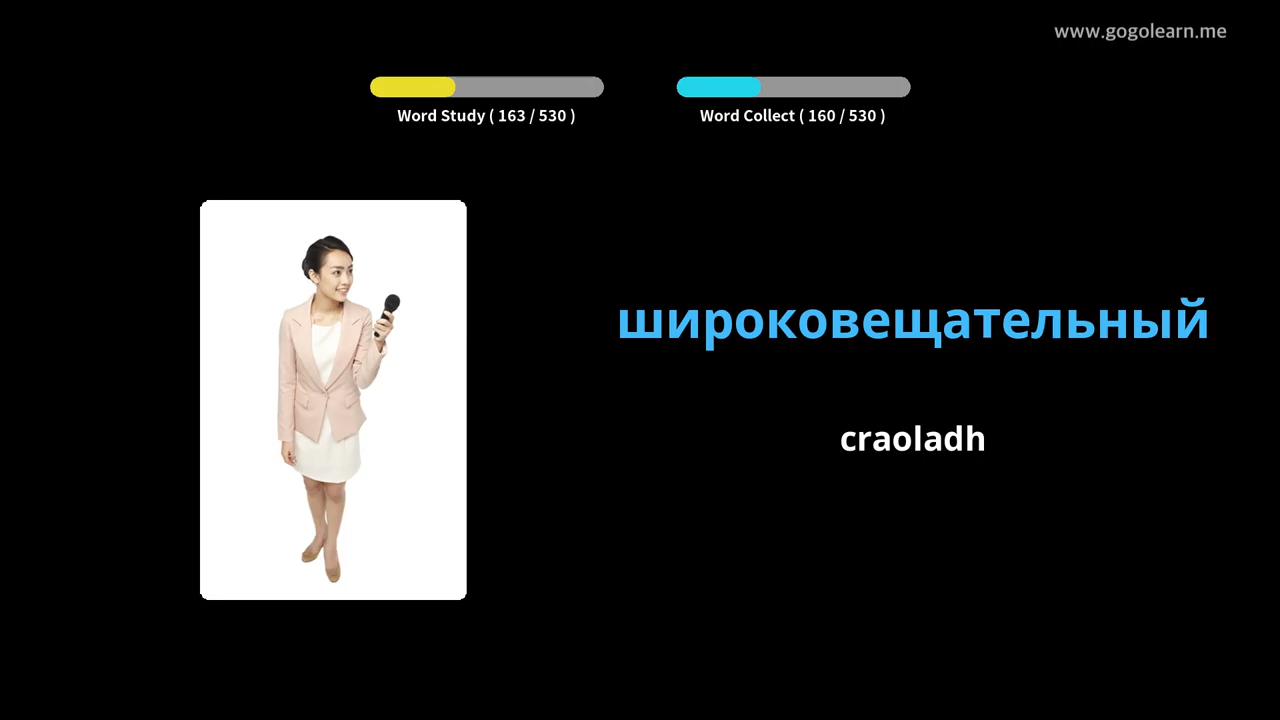 www.gogolearn.me
Word Study ( 163 / 530 )
Word Collect ( 160 / 530 )
широковещательный
craoladh